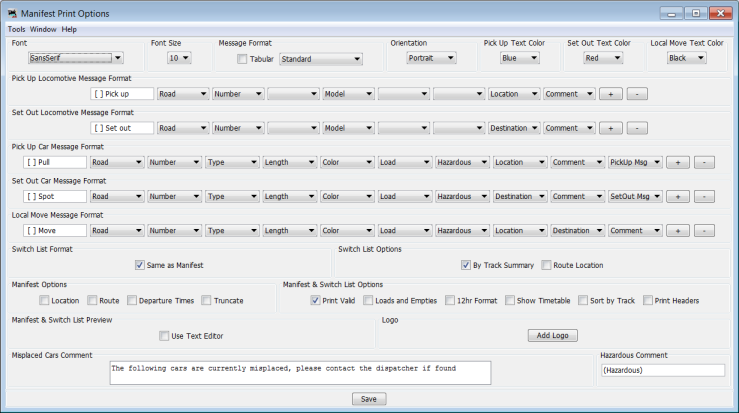 Manifest Print Options
Tools Window Help
Font Font Size Message Format Orientation Pick Up Text Color Set Out Text Color Local Move Text Color
SansSerif 10 Tabular Standard Portrait Blue Red Black
Pick Up Locomotive Message Format
[ ] Pick up Road Number Model Location Comment + -
Set Out Locomotive Message Format
[ ] Set out Road Number Model Destination Comment + -
Pick Up Car Message Format
[ ] Pull Road Number Type Length Color Load Hazardous Location Comment PickUp Msg + -
Set Out Car Message Format
[ ] Spot Road Number Type Length Color Load Hazardous Destination Comment SetOut Msg + -
Local Move Message Format
[ ] Move Road Number Type Length Color Load Hazardous Location Destination Comment + -
Switch List Format Switch List Options
Same as Manifest By Track Summary Route Location
Manifest Options Manifest & Switch List Options
Location Route Departure Times Truncate Print Valid Loads and Empties 12hr Format Show Timetable Sort by Track Print Headers
Manifest & Switch List Preview Logo
Use Text Editor Add Logo
Misplaced Cars Comment Hazardous Comment
The following cars are currently misplaced, please contact the dispatcher if found (Hazardous)
Save